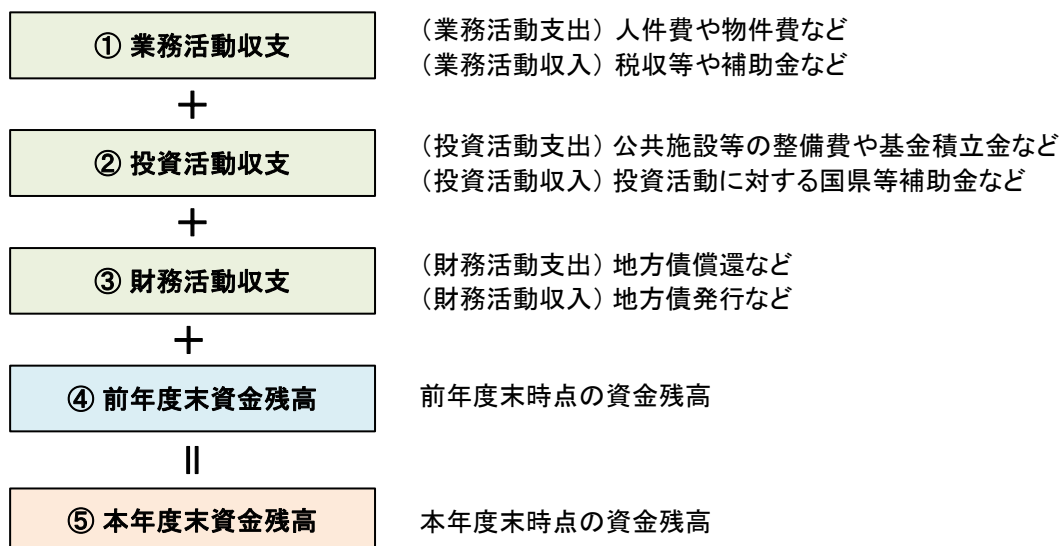 ① 業務活動収支
（業務活動支出） 人件費や物件費など
（業務活動収入） 税収等や補助金など
＋
② 投資活動収支
（投資活動支出） 公共施設等の整備費や基金積立金など
（投資活動収入） 投資活動に対する国県等補助金など
＋
③ 財務活動収支
（財務活動支出） 地方債償還など
（財務活動収入） 地方債発行など
＋
④ 前年度末資金残高
前年度末時点の資金残高
＝
⑤ 本年度末資金残高
本年度末時点の資金残高